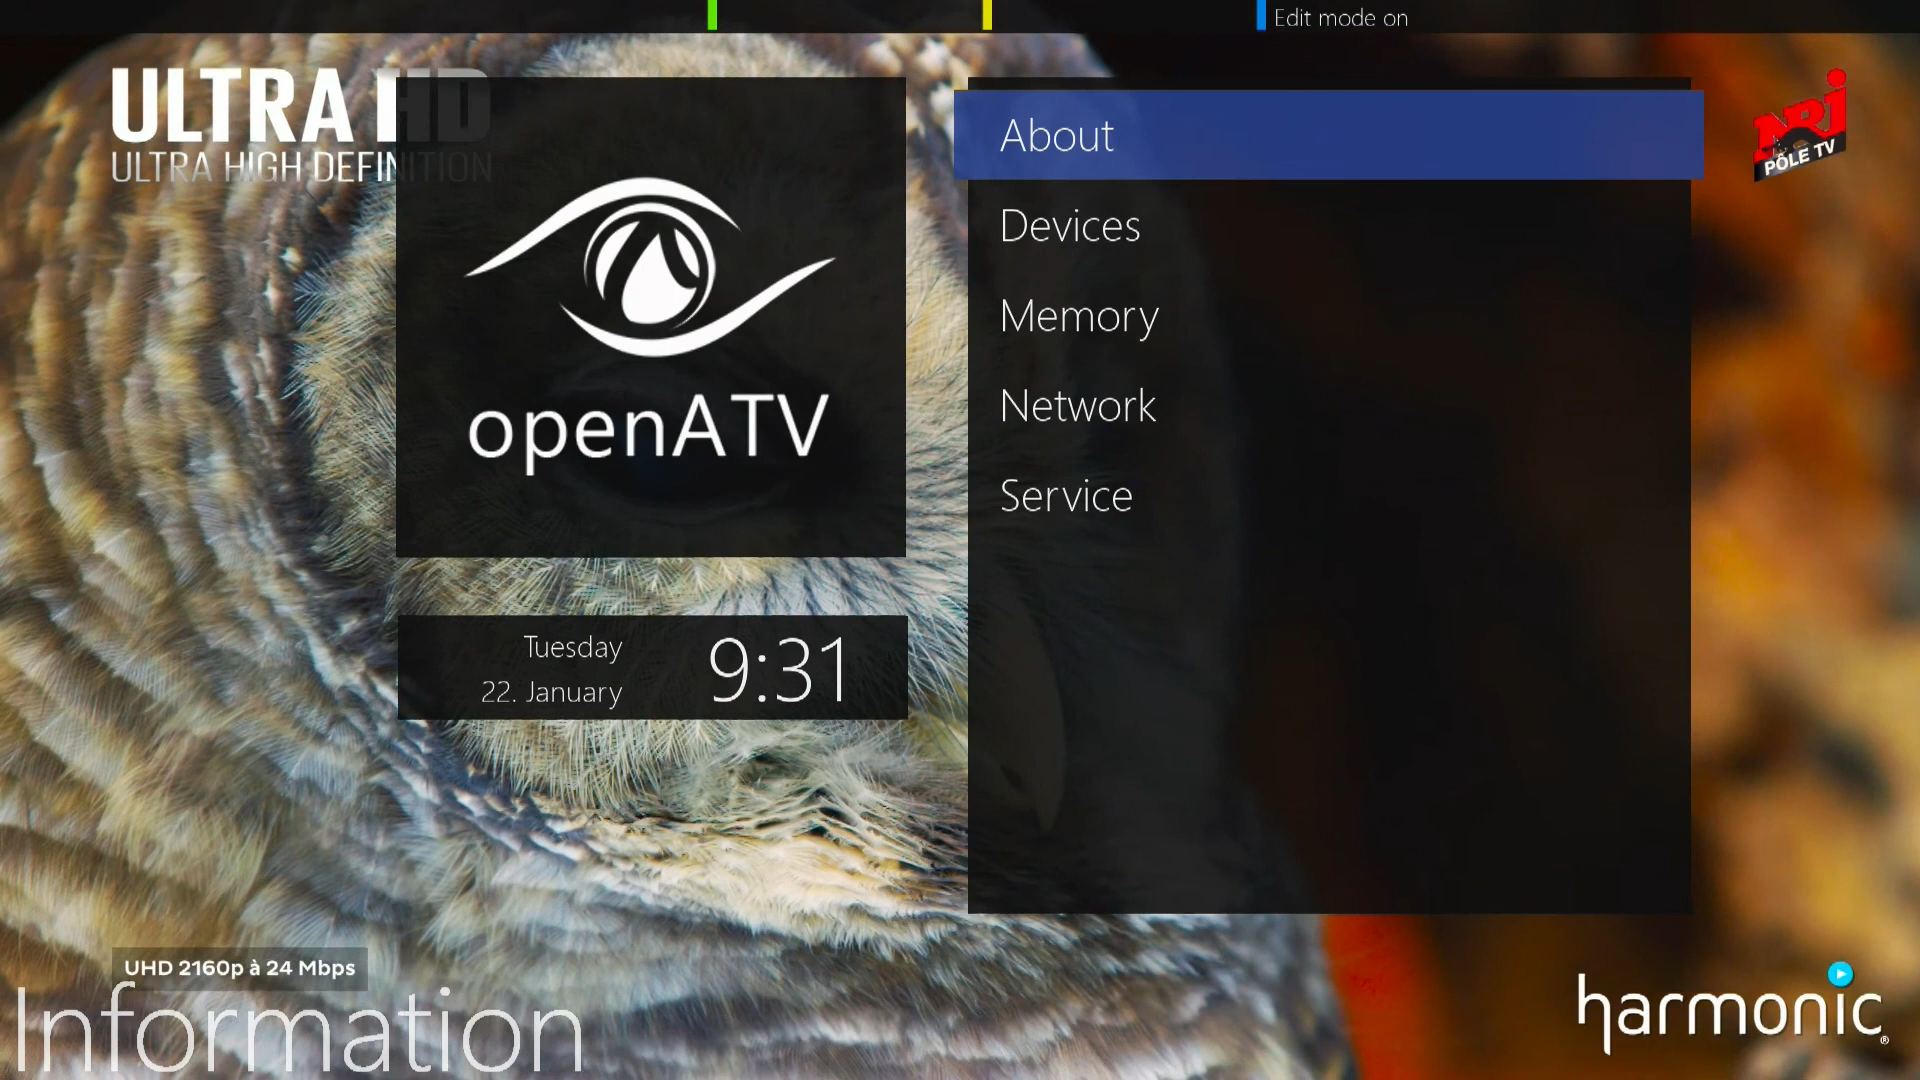 Edit mode on
ULTRA HD
ULTRA HIGH DEFINITION
openATV
Tuesday
22. January
9:31
About
Devices
Memory
Network
Service
NRJ
PÔLE TV
UHD 2160p à 24 Mbps
Information
harmonic®